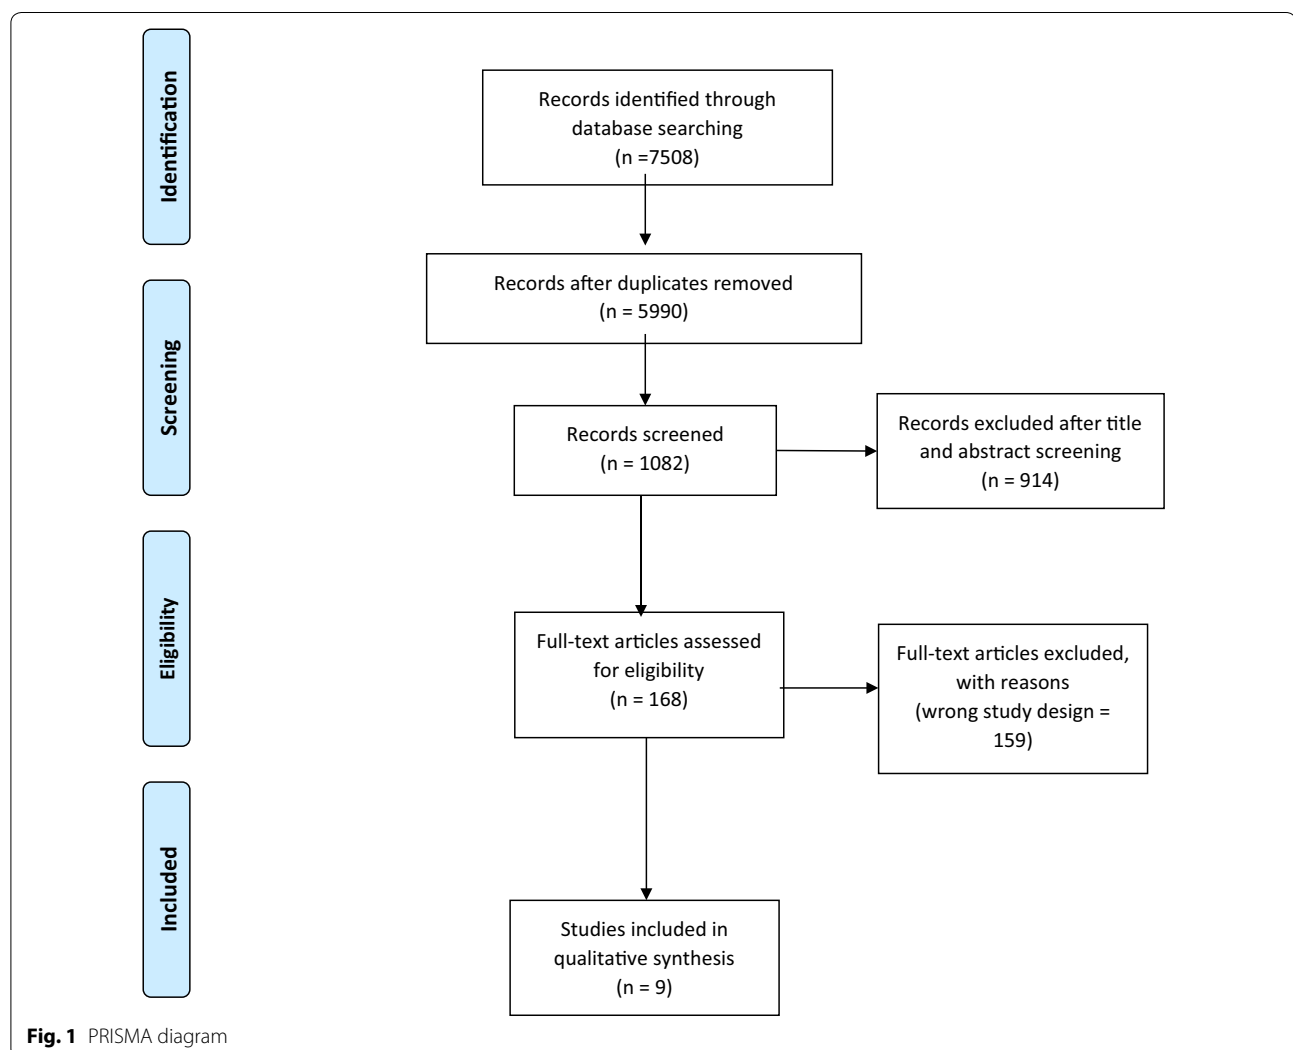 Identification
Records identified through
database searching
(n =7508)
Records after duplicates removed
(n = 5990)
Screening
Records screened
(n = 1082)
Records excluded after title
and abstract screening
(n = 914)
Eligibility
Full-text articles assessed
for eligibility
(n = 168)
Full-text articles excluded,
with reasons
(wrong study design =
159)
Included
Studies included in
qualitative synthesis
(n = 9)
Fig. 1 PRISMA diagram